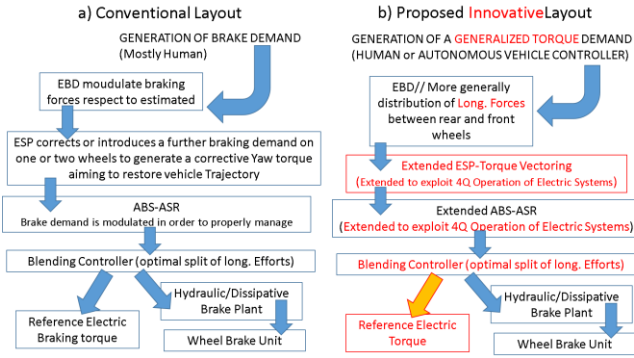 a) Conventional Layout
GENERATION OF BRAKE DEMAND
(Mostly Human)
EBD moudulate braking
forces respect to estimated
ESP corrects or introduces a further braking demand on
one or two wheels to generate a corrective Yaw torque
aiming to restore vehicle Trajectory
ABS-ASR
Brake demand is modulated in order to properly manage
Blending Controller (optimal split of long. Efforts)
Reference Electric
Braking torque
Hydraulic/Dissipative
Brake Plant
Wheel Brake Unit
b) Proposed InnovativeLayout
GENERATION OF A GENERALIZED TORQUE DEMAND
(HUMAN or AUTONOMOUS VEHICLE CONTROLLER)
EBD// More generally
distribution of Long. Forces
between rear and front
wheels
Extended ESP-Torque Vectoring
(Extended to exploit 4Q Operation of Electric Systems)
Extended ABS-ASR
(Extended to exploit 4Q Operation of Electric Systems)
Blending Controller (optimal split of long. Efforts)
Reference Electric
Torque
Hydraulic/Dissipative
Brake Plant
Wheel Brake Unit